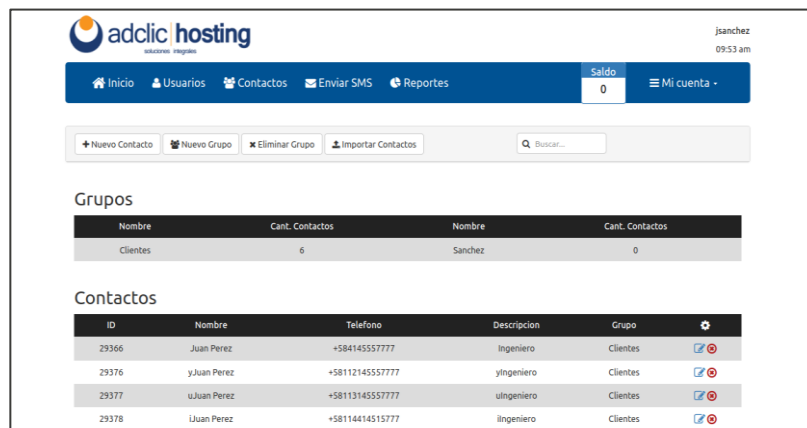 adclic hosting
soluciones integrales
jsanchez
09:53 am
Inicio Usuarios Contactos Enviar SMS Reportes Saldo 0 Mi cuenta
Nuevo Contacto Nuevo Grupo Eliminar Grupo Importar Contactos Buscar...
Grupos
Nombre Cant. Contactos Nombre Cant. Contactos
Clientes 6 Sanchez 0
Contactos
ID Nombre Telefono Descripcion Grupo
29366 Juan Perez +584145557777 Ingeniero Clientes
29376 yJuan Perez +58112145557777 yIngeniero Clientes
29377 uJuan Perez +58113145557777 uIngeniero Clientes
29378 iJuan Perez +58114414515777 iIngeniero Clientes